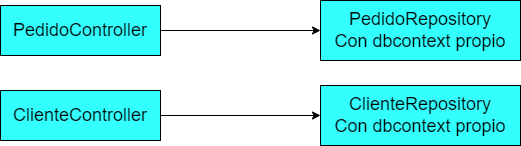 PedidoController
PedidoRepository
Con dbcontext propio
ClienteController
ClienteRepository
Con dbcontext propio